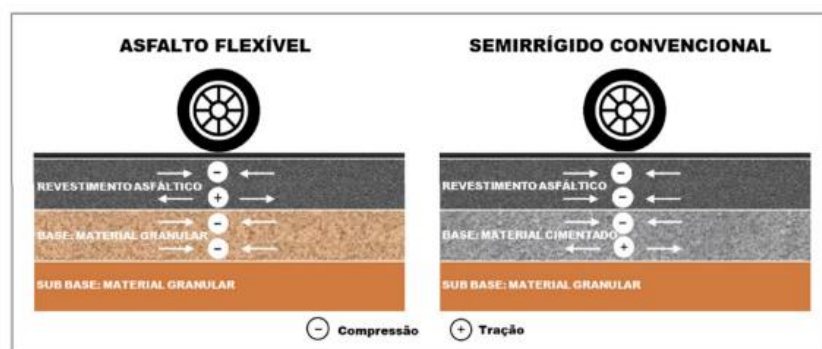 ASFALTO FLEXÍVEL
SEMIRRÍGIDO CONVENCIONAL
REVESTIMENTO ASFÁLTICO
BASE: MATERIAL GRANULAR
SUB BASE: MATERIAL GRANULAR
REVESTIMENTO ASFÁLTICO
BASE: MATERIAL CIMENTADO
SUB BASE: MATERIAL GRANULAR
- Compressão
+ Tração